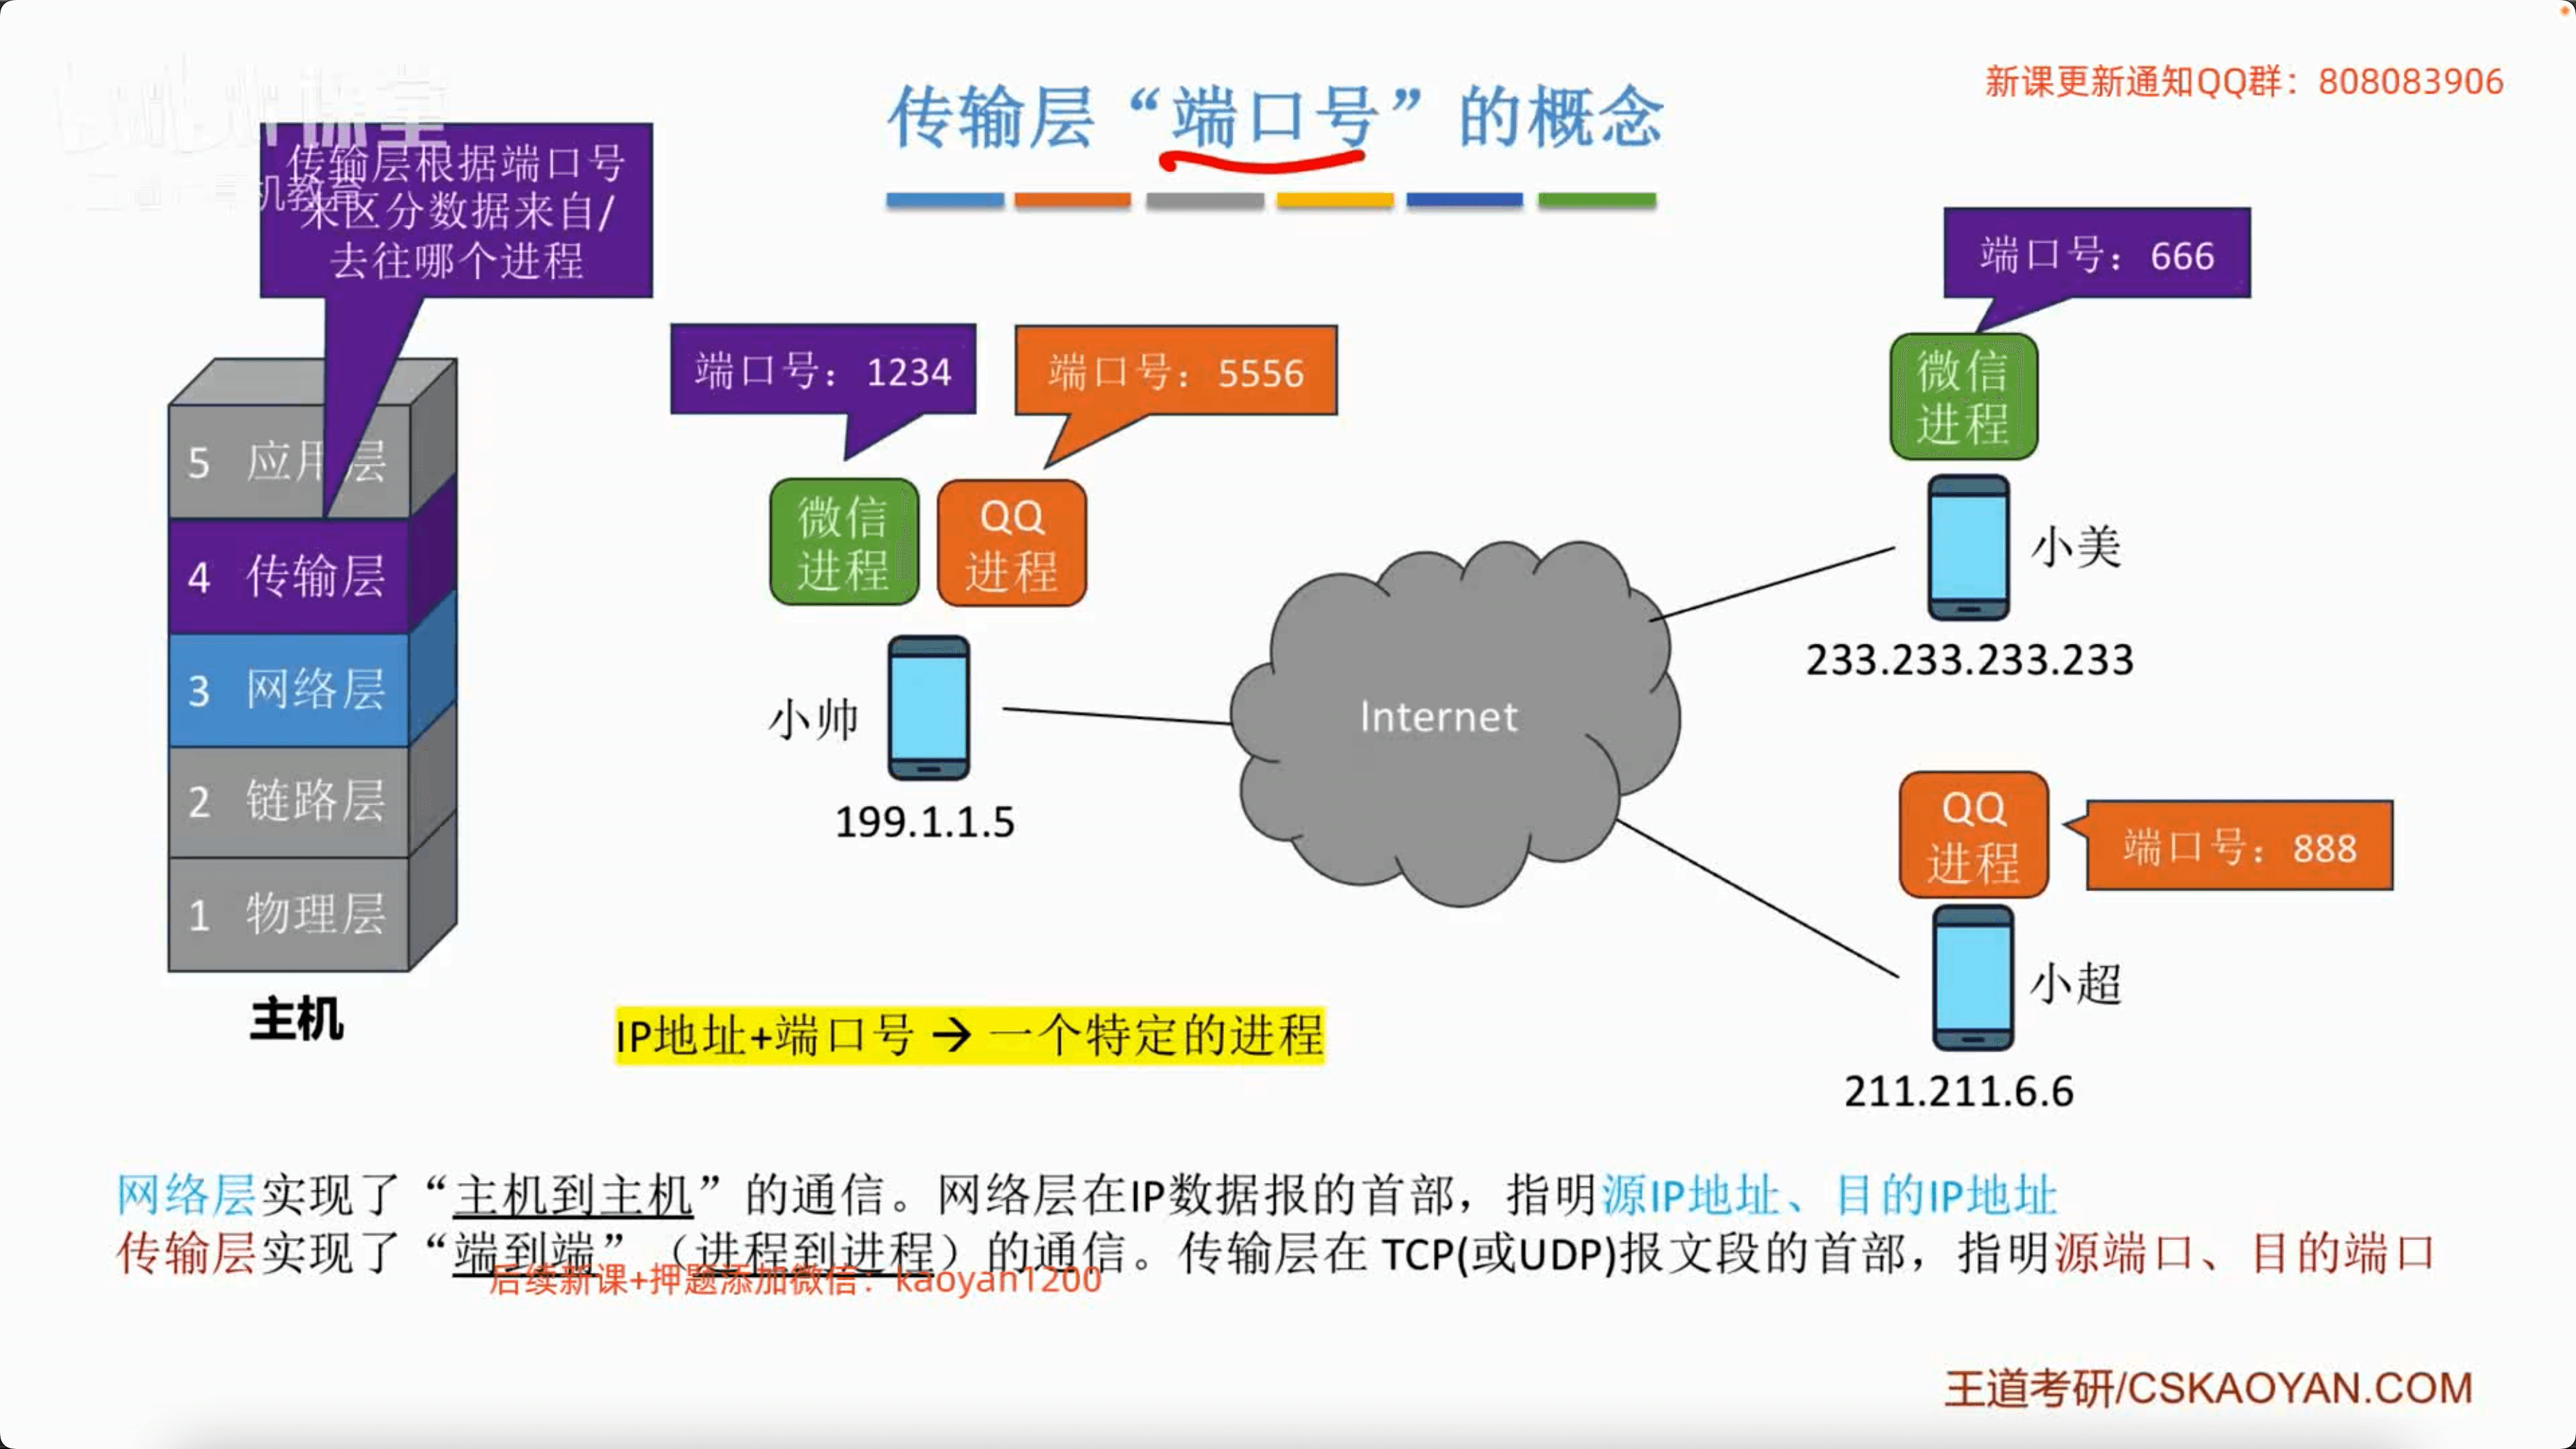 新课更新通知QQ群：808083906
传输层“端口号”的概念
课堂
机教育
传输层根据端口号
来区分数据来自/
去往哪个进程
端口号：666
端口号：1234
端口号：5556
微信
进程
微信
进程
QQ
进程
5 应用层
4 传输层
3 网络层
2 链路层
1 物理层
主机
小美
233.233.233.233
小帅
199.1.1.5
Internet
QQ
进程
端口号：888
小超
211.211.6.6
IP地址+端口号 → 一个特定的进程
网络层实现了“主机到主机”的通信。网络层在IP数据报的首部，指明源IP地址、目的IP地址
传输层实现了“端到端”（进程到进程）的通信。传输层在 TCP(或UDP)报文段的首部，指明源端口、目的端口
后续新课+押题添加微信：kaoyan1200
王道考研/CSKAOYAN.COM